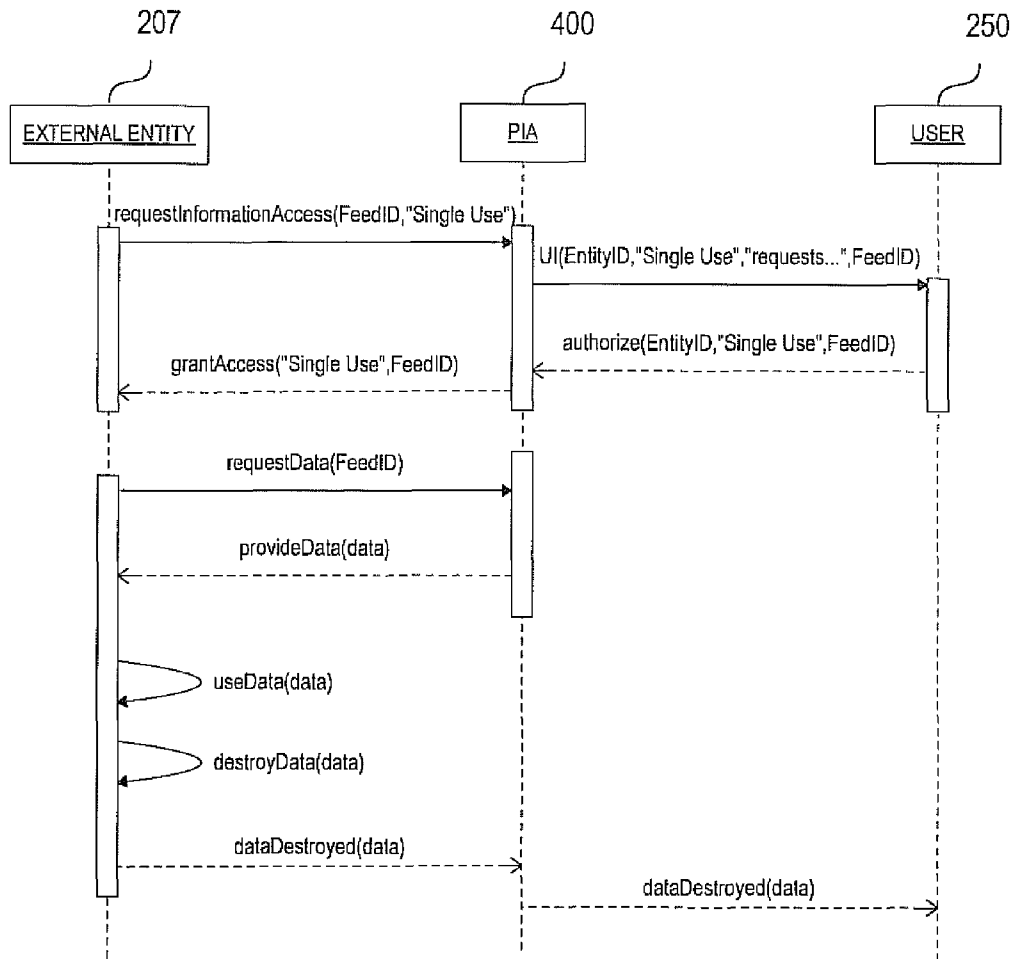 207
400
250
EXTERNAL ENTITY
PIA
USER
requestInformationAccess(FeedID,"Single Use")
UI(EntityID,"Single Use","requests...",FeedID)
authorize(EntityID,"Single Use",FeedID)
grantAccess("Single Use",FeedID)
requestData(FeedID)
provideData(data)
useData(data)
destroyData(data)
dataDestroyed(data)
dataDestroyed(data)